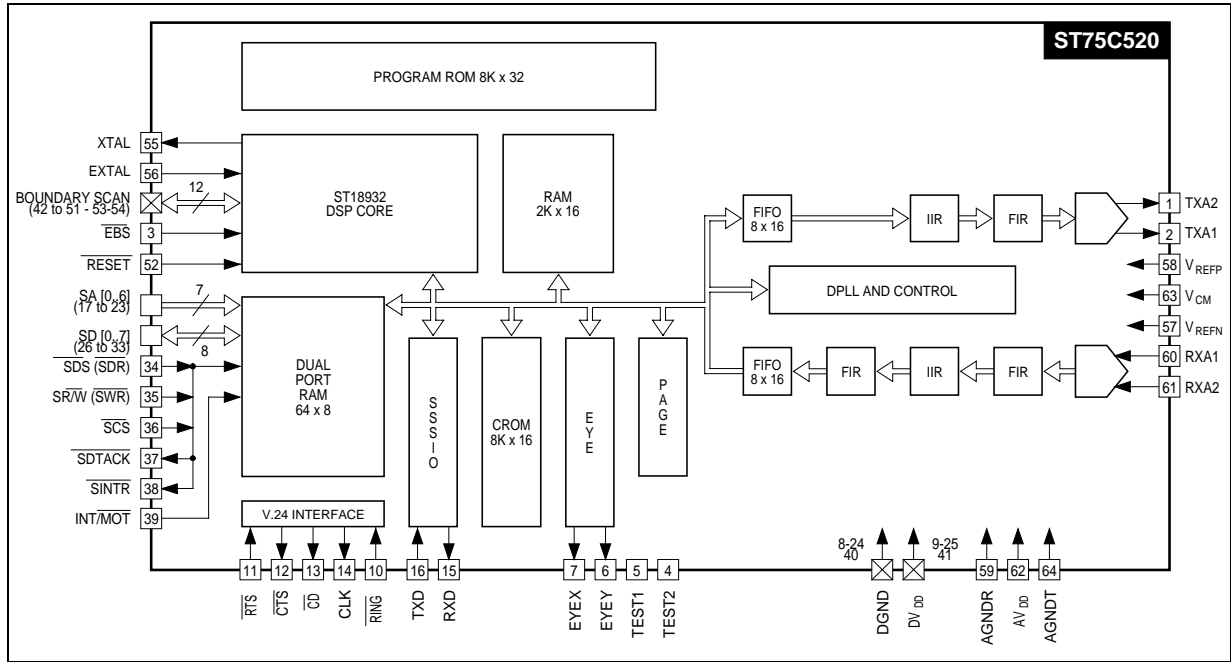 ST75C520
PROGRAM ROM 8K x 32
XTAL 55
EXTAL 56
BOUNDARY SCAN
(42 to 51 - 53-54)
12
EBS 3
RESET 52
SA [0..6]
(17 to 23)
7
SD [0..7]
(26 to 33)
8
SDS (SDR) 34
SR/W (SWR) 35
SCS 36
SDTACK 37
SINTR 38
INT/MOT 39
ST18932
DSP CORE
RAM
2K x 16
DUAL
PORT
RAM
64 x 8
SSSIO
CROM
8K x 16
EYE
PAGE
FIFO
8 x 16
IIR
FIR
DPLL AND CONTROL
FIFO
8 x 16
FIR
IIR
FIR
1 TXA2
2 TXA1
58 VREFP
63 VCM
57 VREFN
60 RXA1
61 RXA2
V.24 INTERFACE
11 12 13 14 10 16 15 7 6 5 4
RTS CTS CD CLK RING TXD RXD EYEX EYEY TEST1 TEST2
8-24
40
9-25
41
59 62 64
DGND DVDD AGNDR AVDD AGNDT